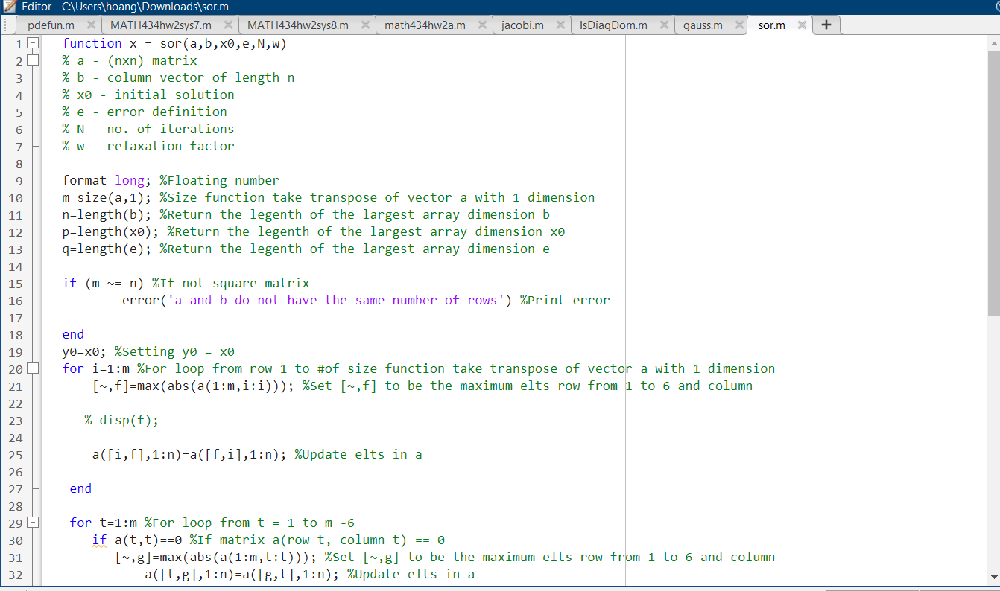 Editor - C:\Users\hoang\Downloads\sor.m
pdefun.m MATH434hw2sys7.m MATH434hw2sys8.m math434hw2a.m jacobi.m IsDiagDom.m gauss.m sor.m +
1 function x = sor(a,b,x0,e,N,w)
2 % a - (nxn) matrix
3 % b - column vector of length n
4 % x0 - initial solution
5 % e - error definition
6 % N - no. of iterations
7 % w – relaxation factor
8
9 format long; %Floating number
10 m=size(a,1); %Size function take transpose of vector a with 1 dimension
11 n=length(b); %Return the legenth of the largest array dimension b
12 p=length(x0); %Return the legenth of the largest array dimension x0
13 q=length(e); %Return the legenth of the largest array dimension e
14
15 if (m ~= n) %If not square matrix
16 error('a and b do not have the same number of rows') %Print error
17
18 end
19 y0=x0; %Setting y0 = x0
20 for i=1:m %For loop from row 1 to #of size function take transpose of vector a with 1 dimension
21 [~,f]=max(abs(a(1:m,i:i))); %Set [~,f] to be the maximum elts row from 1 to 6 and column
22
23 % disp(f);
24
25 a([i,f],1:n)=a([f,i],1:n); %Update elts in a
26
27 end
28
29 for t=1:m %For loop from t = 1 to m -6
30 if a(t,t)==0 %If matrix a(row t, column t) == 0
31 [~,g]=max(abs(a(1:m,t:t))); %Set [~,g] to be the maximum elts row from 1 to 6 and column
32 a([t,g],1:n)=a([g,t],1:n); %Update elts in a